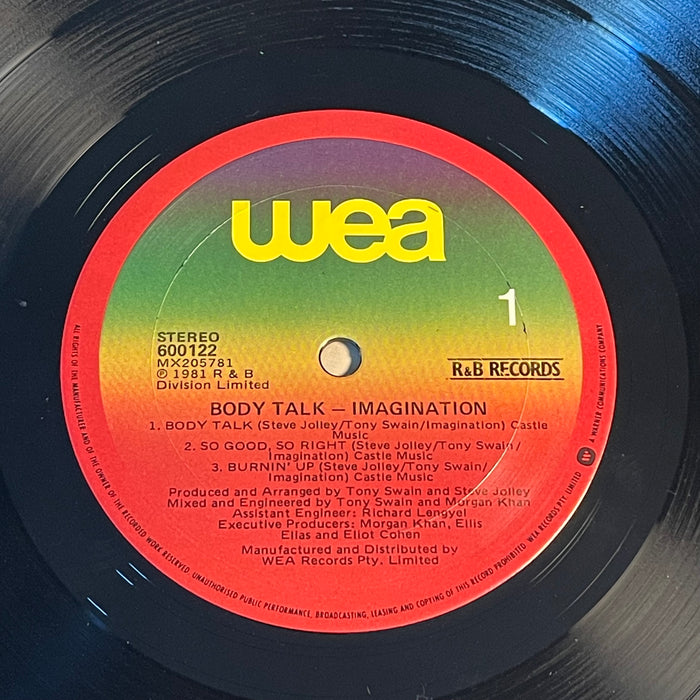 wea
1
STEREO
600122
MX205781
℗ 1981 R & B
Division Limited
R&B RECORDS
BODY TALK – IMAGINATION
1. BODY TALK (Steve Jolley/Tony Swain/Imagination) Castle
Music
2. SO GOOD, SO RIGHT (Steve Jolley/Tony Swain/
Imagination) Castle Music
3. BURNIN' UP (Steve Jolley/Tony Swain/
Imagination) Castle Music
Produced and Arranged by Tony Swain and Steve Jolley
Mixed and Engineered by Tony Swain and Morgan Khan
Assistant Engineer: Richard Lengyel
Executive Producers: Morgan Khan, Ellis
Elias and Eliot Cohen
Manufactured and Distributed by
WEA Records Pty. Limited
ALL RIGHTS OF THE MANUFACTURER AND OF THE OWNER OF THE RECORDED WORK RESERVED. UNAUTHORISED PUBLIC PERFORMANCE, BROADCASTING, LEASING AND COPYING OF THIS RECORD PROHIBITED. WEA RECORDS PTY. LIMITED
A WARNER COMMUNICATIONS COMPANY.